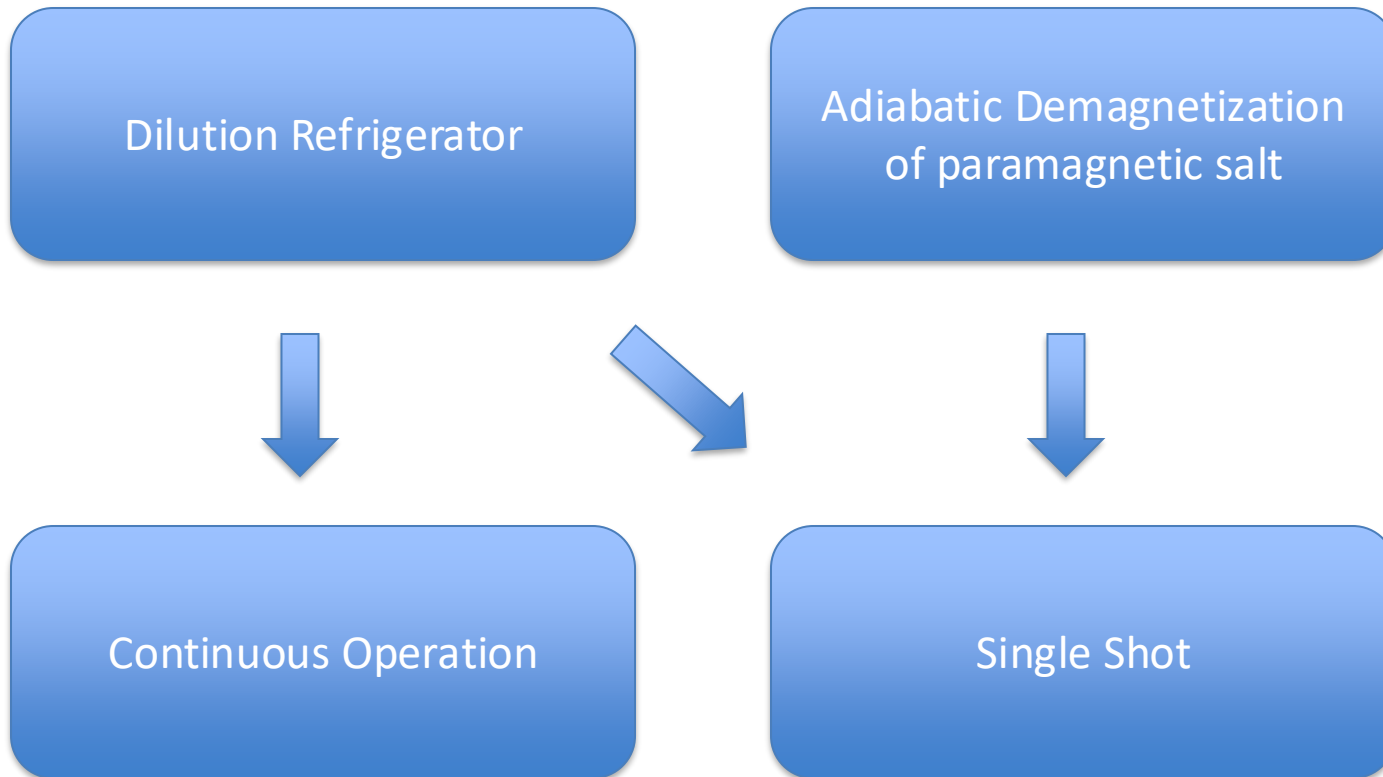 Dilution Refrigerator
Adiabatic Demagnetization
of paramagnetic salt
Continuous Operation
Single Shot